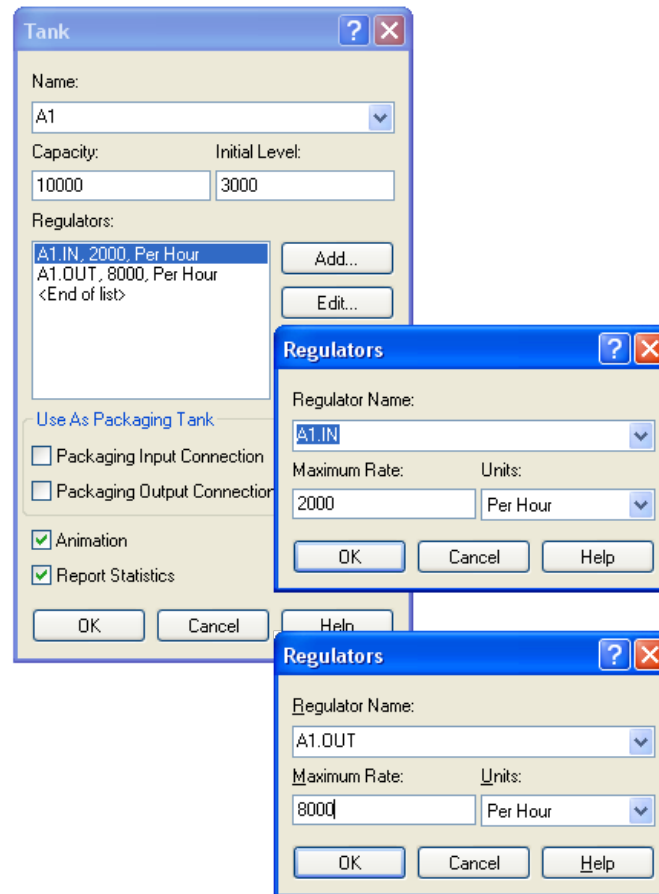 Tank
Name:
A1
Capacity: Initial Level:
10000 3000
Regulators:
A1.IN, 2000, Per Hour
A1.OUT, 8000, Per Hour
<End of list>
Add...
Edit...
Use As Packaging Tank
Packaging Input Connection
Packaging Output Connection
Animation
Report Statistics
OK Cancel Help
Regulators
Regulator Name:
A1.IN
Maximum Rate: Units:
2000 Per Hour
OK Cancel Help
Regulators
Regulator Name:
A1.OUT
Maximum Rate: Units:
8000 Per Hour
OK Cancel Help